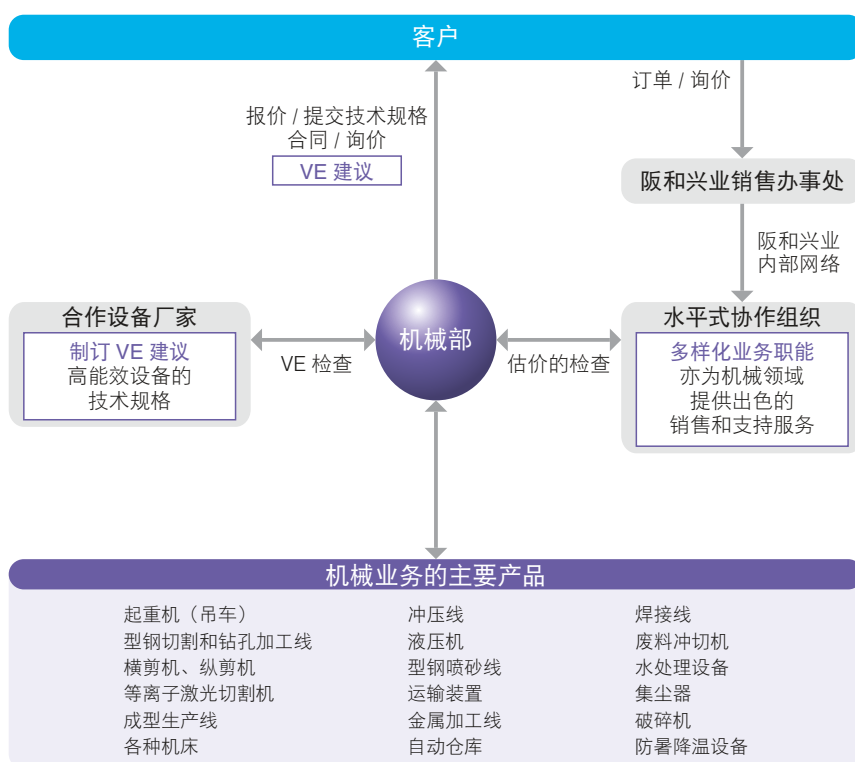 客户
订单 / 询价
报价 / 提交技术规格
合同 / 询价
VE 建议
阪和兴业销售办事处
阪和兴业
内部网络
合作设备厂家
制订 VE 建议
高能效设备的
技术规格
VE 检查
机械部
估价的检查
水平式协作组织
多样化业务职能
亦为机械领域
提供出色的
销售和支持服务
机械业务的主要产品
起重机（吊车）
型钢切割和钻孔加工线
横剪机、纵剪机
等离子激光切割机
成型生产线
各种机床
冲压线
液压机
型钢喷砂线
运输装置
金属加工线
自动仓库
焊接线
废料冲切机
水处理设备
集尘器
破碎机
防暑降温设备